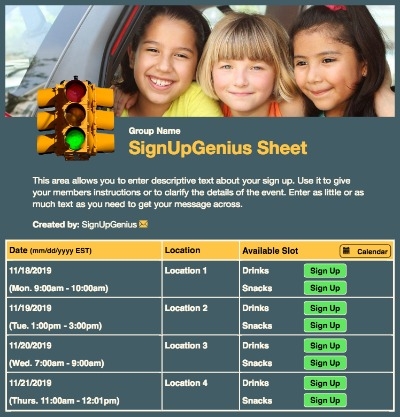 Group Name
SignUpGenius Sheet
This area allows you to enter descriptive text about your sign up. Use it to give
your members instructions or to clarify the details of the event. Enter as little or as
much text as you need to get your message across.
Created by: SignUpGenius
Date (mm/dd/yyyy EST) Location Available Slot Calendar
11/18/2019 Location 1 Drinks Sign Up
(Mon. 9:00am - 10:00am) Snacks Sign Up
11/19/2019 Location 2 Drinks Sign Up
(Tue. 1:00pm - 3:00pm) Snacks Sign Up
11/20/2019 Location 3 Drinks Sign Up
(Wed. 7:00am - 9:00am) Snacks Sign Up
11/21/2019 Location 4 Drinks Sign Up
(Thurs. 11:00am - 12:01pm) Snacks Sign Up